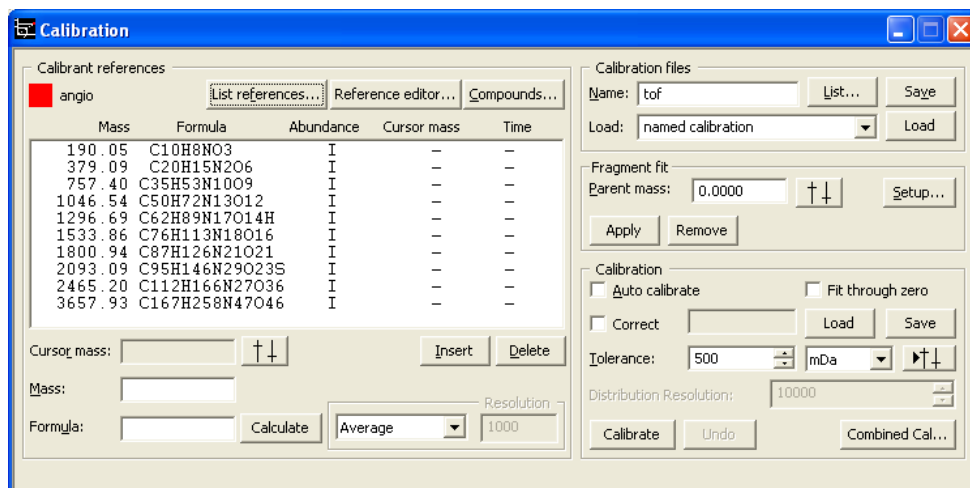 Calibration
Calibrant references
angio
List references... Reference editor... Compounds...
Mass Formula Abundance Cursor mass Time
190.05 C10H8NO3 I – –
379.09 C20H15N2O6 I – –
757.40 C35H53N10O9 I – –
1046.54 C50H72N13O12 I – –
1296.69 C62H89N17O14H I – –
1533.86 C76H113N18O16 I – –
1800.94 C87H126N21O21 I – –
2093.09 C95H146N29O23S I – –
2465.20 C112H166N27O36 I – –
3657.93 C167H258N47O46 I – –
Cursor mass:
Insert Delete
Mass:
Formula:
Calculate
Average
Resolution
1000
Calibration files
Name: tof List... Save
Load: named calibration Load
Fragment fit
Parent mass: 0.0000 Setup...
Apply Remove
Calibration
Auto calibrate Fit through zero
Correct Load Save
Tolerance: 500 mDa
Distribution Resolution: 10000
Calibrate Undo Combined Cal...